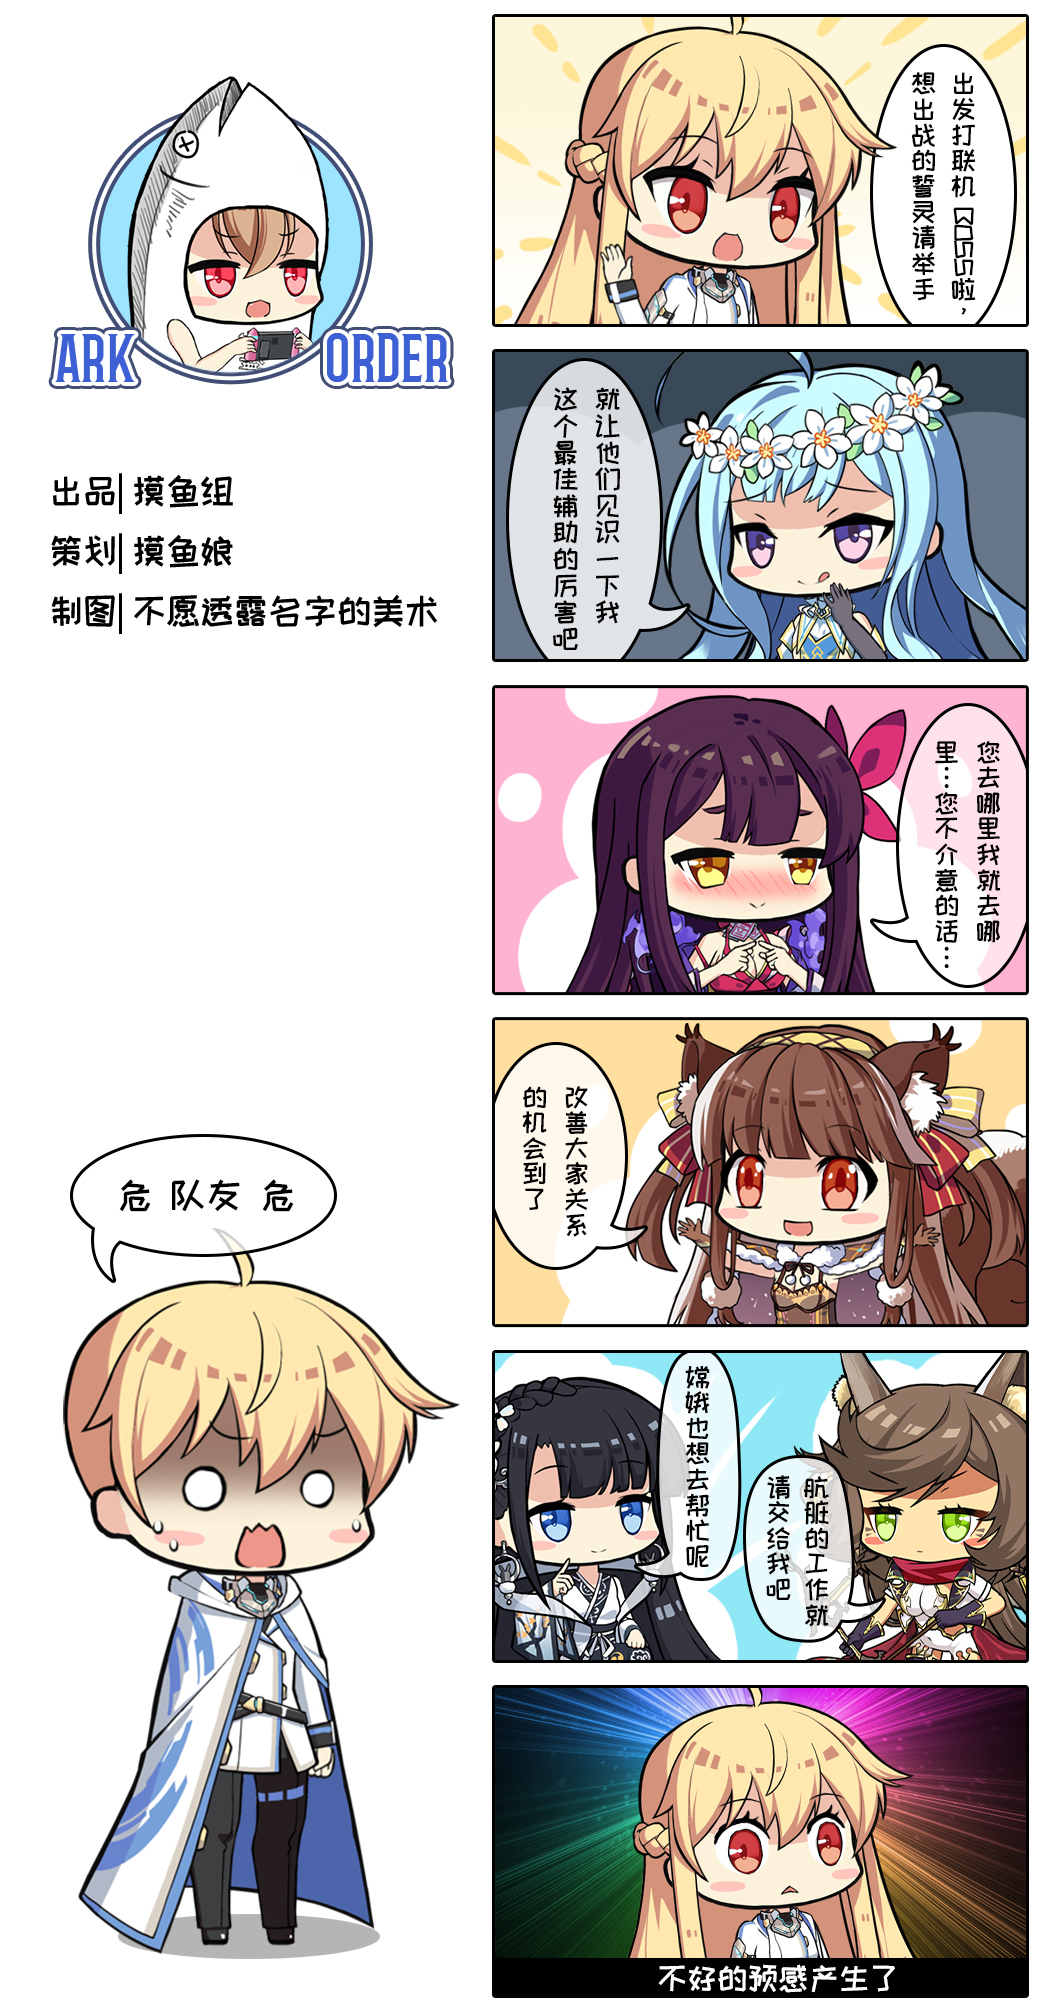 ARK ORDER
出品|摸鱼组
策划|摸鱼娘
制图|不愿透露名字的美术
出发打联机BOSS啦，
想出战的誓灵请举手
就让他们见识一下我
这个最佳辅助的厉害吧
您去哪里我就去哪
里…您不介意的话…
改善大家关系
的机会到了
嫦娥也想去帮忙呢
肮脏的工作就
请交给我吧
不好的预感产生了
危 队友 危